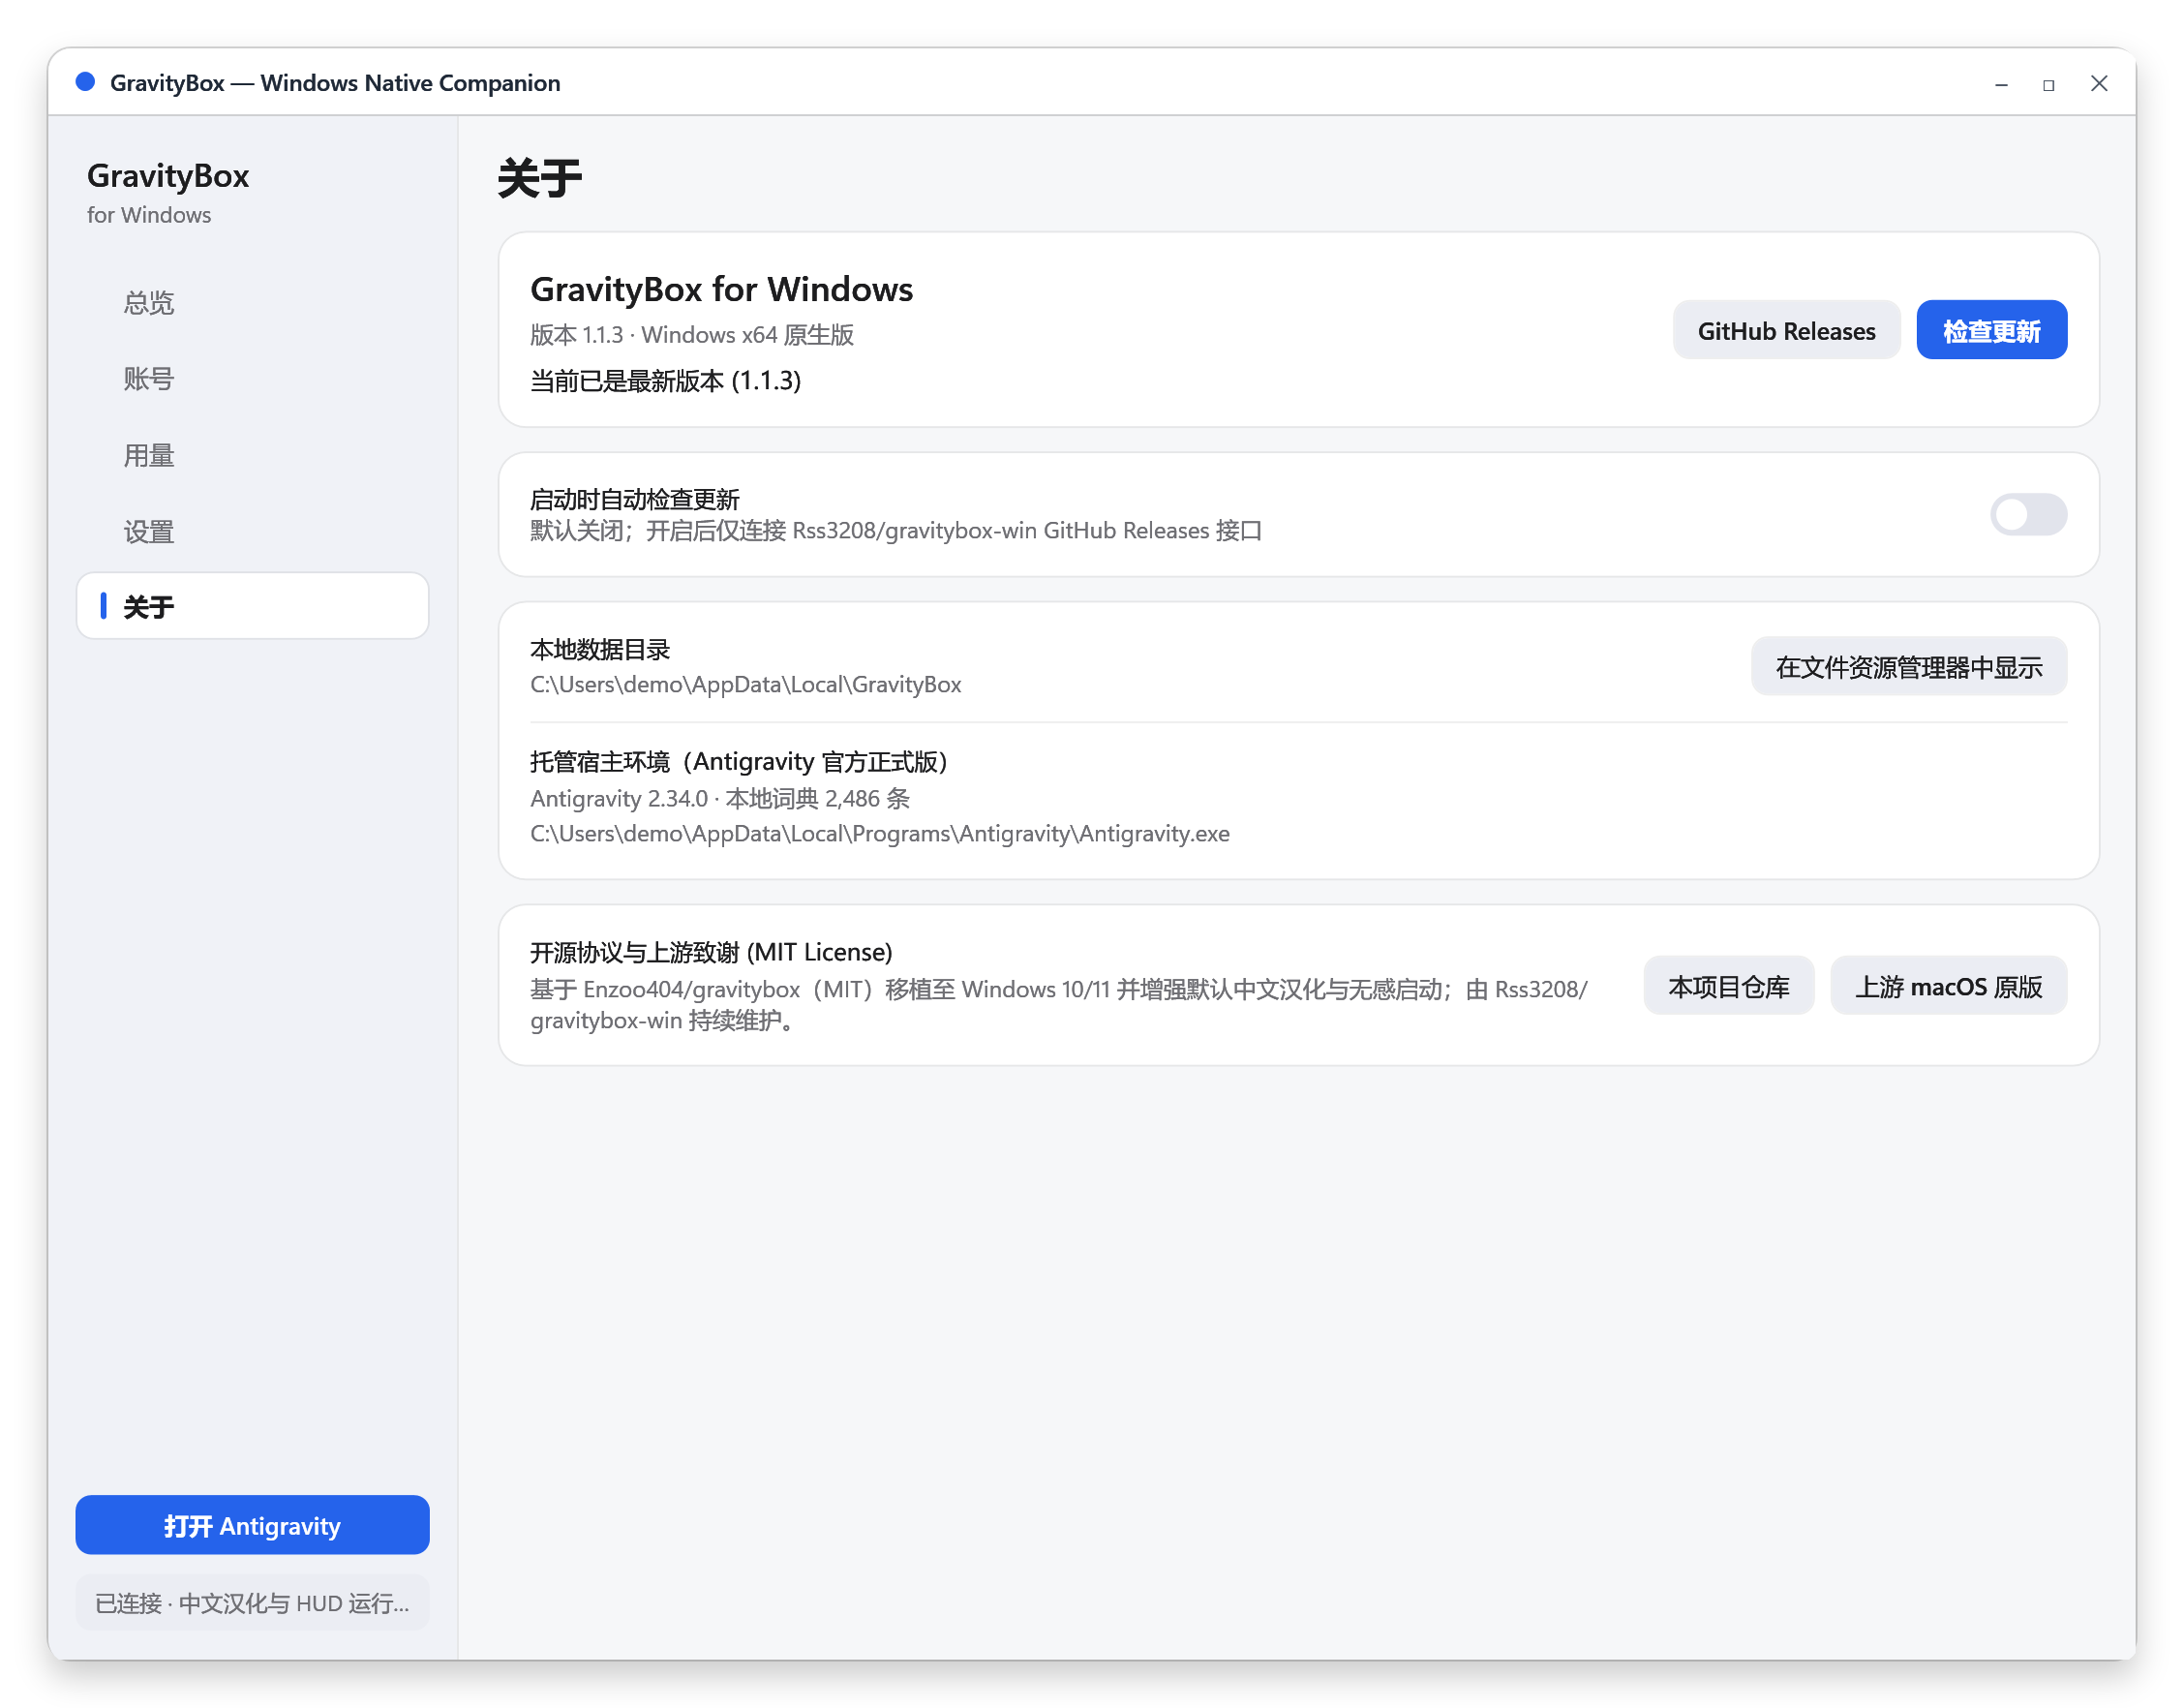 GravityBox — Windows Native Companion
GravityBox
for Windows
总览
账号
用量
设置
关于
打开 Antigravity
已连接 · 中文汉化与 HUD 运行...
关于
GravityBox for Windows
版本 1.1.3 · Windows x64 原生版
当前已是最新版本 (1.1.3)
GitHub Releases
检查更新
启动时自动检查更新
默认关闭；开启后仅连接 Rss3208/gravitybox-win GitHub Releases 接口
本地数据目录
C:\Users\demo\AppData\Local\GravityBox
在文件资源管理器中显示
托管宿主环境（Antigravity 官方正式版）
Antigravity 2.34.0 · 本地词典 2,486 条
C:\Users\demo\AppData\Local\Programs\Antigravity\Antigravity.exe
开源协议与上游致谢 (MIT License)
基于 Enzoo404/gravitybox（MIT）移植至 Windows 10/11 并增强默认中文汉化与无感启动；由 Rss3208/
gravitybox-win 持续维护。
本项目仓库
上游 macOS 原版